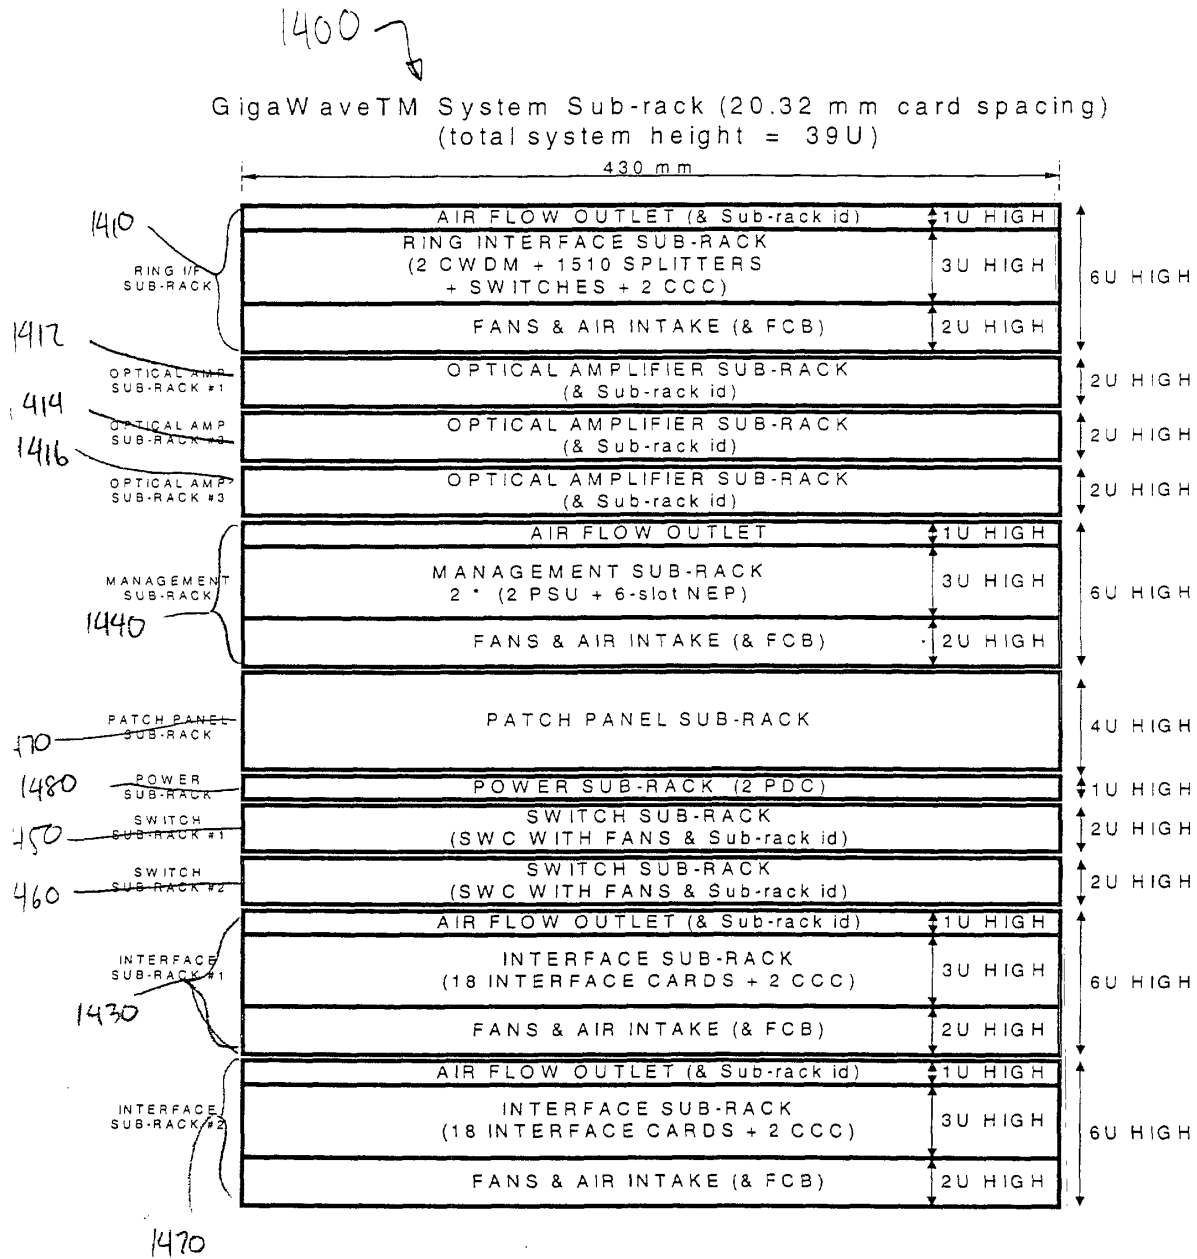 1400
GigaWaveTM System Sub-rack (20.32 mm card spacing)
(total system height = 39U)
430 mm
1410
RING I/F
SUB-RACK
AIR FLOW OUTLET (& Sub-rack id)
1U HIGH
RING INTERFACE SUB-RACK
(2 CWDM + 1510 SPLITTERS
+ SWITCHES + 2 CCC)
3U HIGH
FANS & AIR INTAKE (& FCB)
2U HIGH
6U HIGH
1412
OPTICAL AMP
SUB-RACK #1
OPTICAL AMPLIFIER SUB-RACK
(& Sub-rack id)
2U HIGH
414
OPTICAL AMP
SUB-RACK
OPTICAL AMPLIFIER SUB-RACK
(& Sub-rack id)
2U HIGH
1416
OPTICAL AMP
SUB-RACK #3
OPTICAL AMPLIFIER SUB-RACK
(& Sub-rack id)
2U HIGH
MANAGEMENT
SUB-RACK
1440
AIR FLOW OUTLET
1U HIGH
MANAGEMENT SUB-RACK
2 * (2 PSU + 6-slot NEP)
3U HIGH
FANS & AIR INTAKE (& FCB)
2U HIGH
6U HIGH
PATCH PANEL
SUB-RACK
470
PATCH PANEL SUB-RACK
4U HIGH
1480
POWER
SUB-RACK
POWER SUB-RACK (2 PDC)
1U HIGH
450
SWITCH
SUB-RACK #1
SWITCH SUB-RACK
(SWC WITH FANS & Sub-rack id)
2U HIGH
460
SWITCH
SUB-RACK #2
SWITCH SUB-RACK
(SWC WITH FANS & Sub-rack id)
2U HIGH
INTERFACE
SUB-RACK #1
1430
AIR FLOW OUTLET (& Sub-rack id)
1U HIGH
INTERFACE SUB-RACK
(18 INTERFACE CARDS + 2 CCC)
3U HIGH
FANS & AIR INTAKE (& FCB)
2U HIGH
6U HIGH
INTERFACE
SUB-RACK #2
AIR FLOW OUTLET (& Sub-rack id)
1U HIGH
INTERFACE SUB-RACK
(18 INTERFACE CARDS + 2 CCC)
3U HIGH
FANS & AIR INTAKE (& FCB)
2U HIGH
6U HIGH
1470